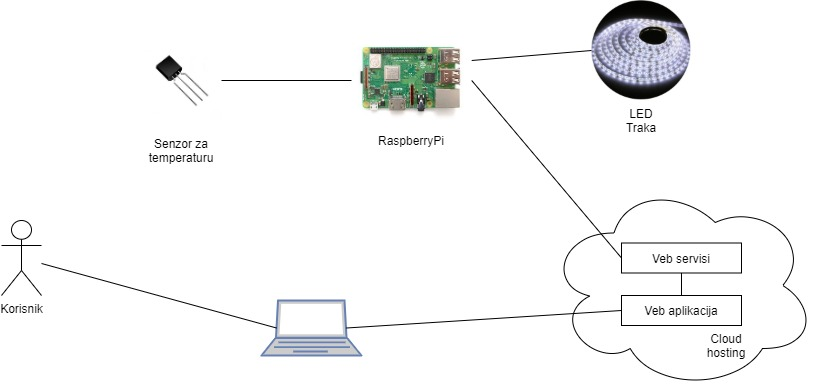 LED
Traka
Senzor za
temperaturu
RaspberryPi
Veb servisi
Korisnik
Veb aplikacija
Cloud
hosting